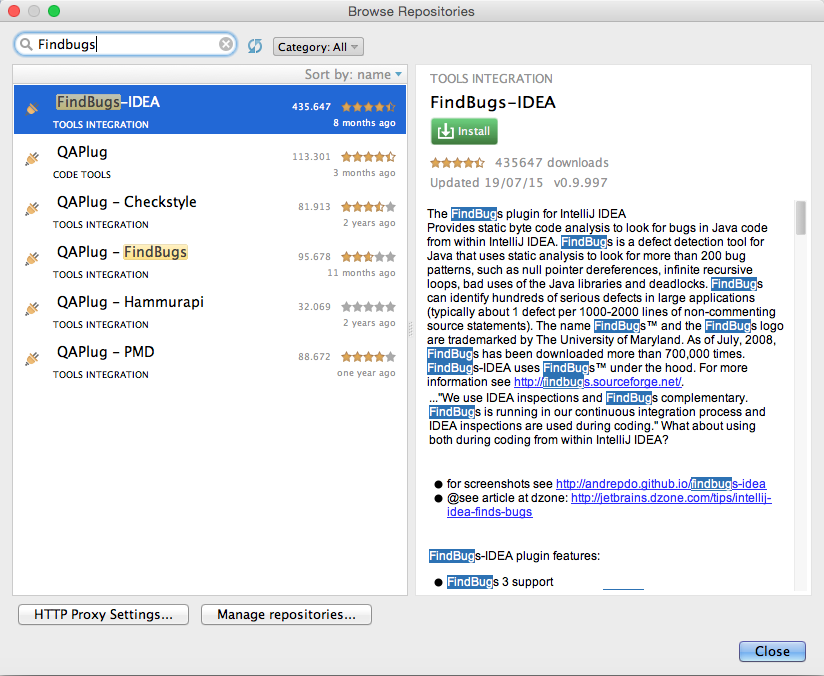 Browse Repositories
Findbugs
Category: All
Sort by: name
FindBugs-IDEA
435.647
TOOLS INTEGRATION
8 months ago
QAPlug
113.301
CODE TOOLS
3 months ago
QAPlug - Checkstyle
81.913
TOOLS INTEGRATION
2 years ago
QAPlug - FindBugs
95.678
TOOLS INTEGRATION
11 months ago
QAPlug - Hammurapi
32.069
TOOLS INTEGRATION
2 years ago
QAPlug - PMD
88.672
TOOLS INTEGRATION
one year ago
TOOLS INTEGRATION
FindBugs-IDEA
Install
435647 downloads
Updated 19/07/15 v0.9.997
The FindBugs plugin for IntelliJ IDEA
Provides static byte code analysis to look for bugs in Java code
from within IntelliJ IDEA. FindBugs is a defect detection tool for
Java that uses static analysis to look for more than 200 bug
patterns, such as null pointer dereferences, infinite recursive
loops, bad uses of the Java libraries and deadlocks. FindBugs
can identify hundreds of serious defects in large applications
(typically about 1 defect per 1000-2000 lines of non-commenting
source statements). The name FindBugs™ and the FindBugs logo
are trademarked by The University of Maryland. As of July, 2008,
FindBugs has been downloaded more than 700,000 times.
FindBugs-IDEA uses FindBugs™ under the hood. For more
information see http://findbugs.sourceforge.net/.
..."We use IDEA inspections and FindBugs complementary.
FindBugs is running in our continuous integration process and
IDEA inspections are used during coding." What about using
both during coding from within IntelliJ IDEA?
● for screenshots see http://andrepdo.github.io/findbugs-idea
● @see article at dzone: http://jetbrains.dzone.com/tips/intellij-
idea-finds-bugs
FindBugs-IDEA plugin features:
● FindBugs 3 support
HTTP Proxy Settings...
Manage repositories...
Close